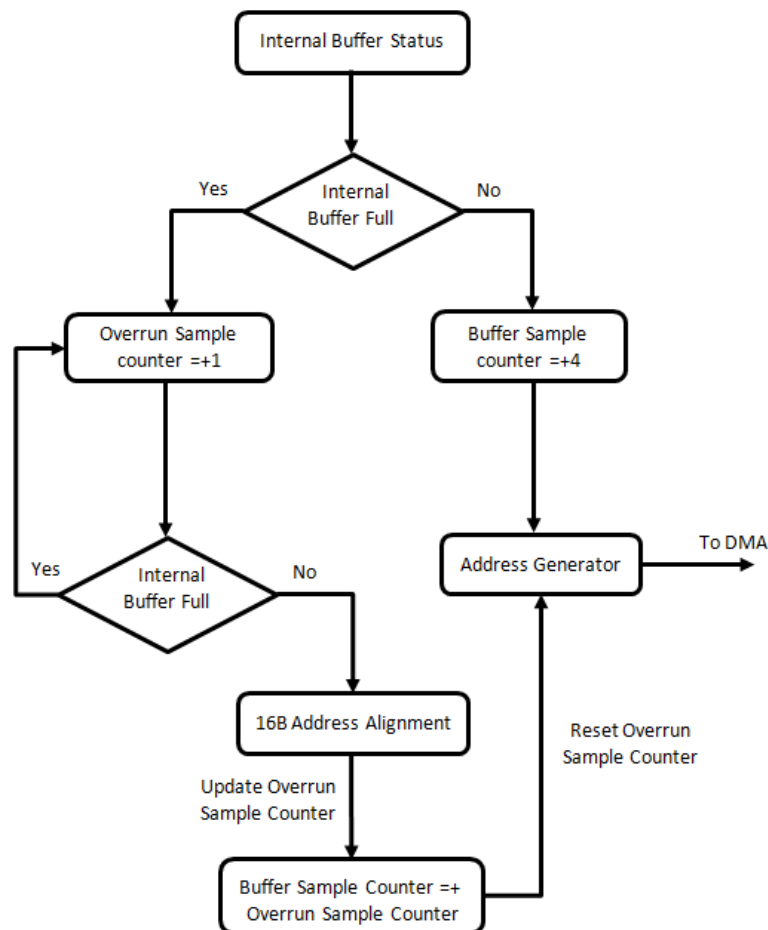 Internal Buffer Status
Yes
Internal
Buffer Full
No
Overrun Sample
counter =+1
Buffer Sample
counter =+4
Yes
Internal
Buffer Full
No
Address Generator
To DMA
16B Address Alignment
Reset Overrun
Sample Counter
Update Overrun
Sample Counter
Buffer Sample Counter =+
Overrun Sample Counter